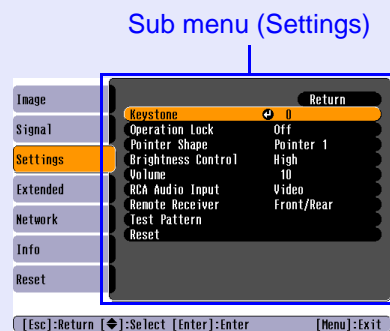 Sub menu (Settings)
Image
Signal
Settings
Extended
Network
Info
Reset
Return
Keystone 0
Operation Lock Off
Pointer Shape Pointer 1
Brightness Control High
Volume 10
RCA Audio Input Video
Remote Receiver Front/Rear
Test Pattern
Reset
[Esc]:Return [◆]:Select [Enter]:Enter [Menu]:Exit